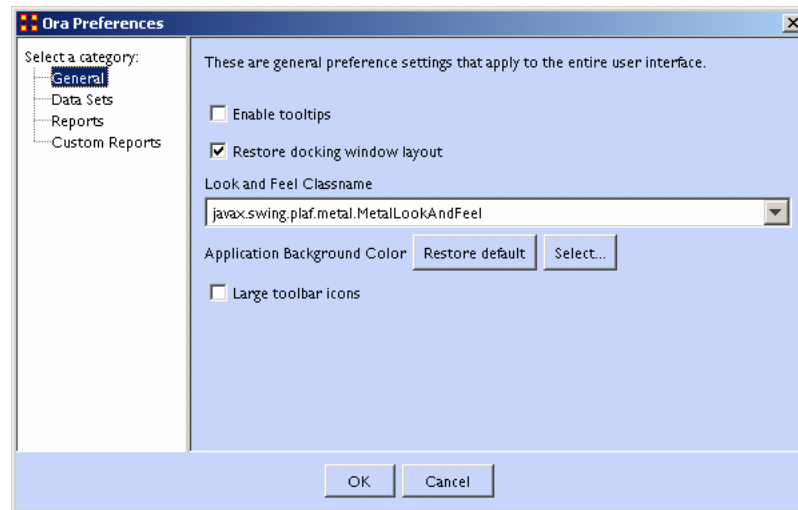 Ora Preferences
Select a category:
General
Data Sets
Reports
Custom Reports
These are general preference settings that apply to the entire user interface.
Enable tooltips
Restore docking window layout
Look and Feel Classname
javax.swing.plaf.metal.MetalLookAndFeel
Application Background Color Restore default Select...
Large toolbar icons
OK Cancel